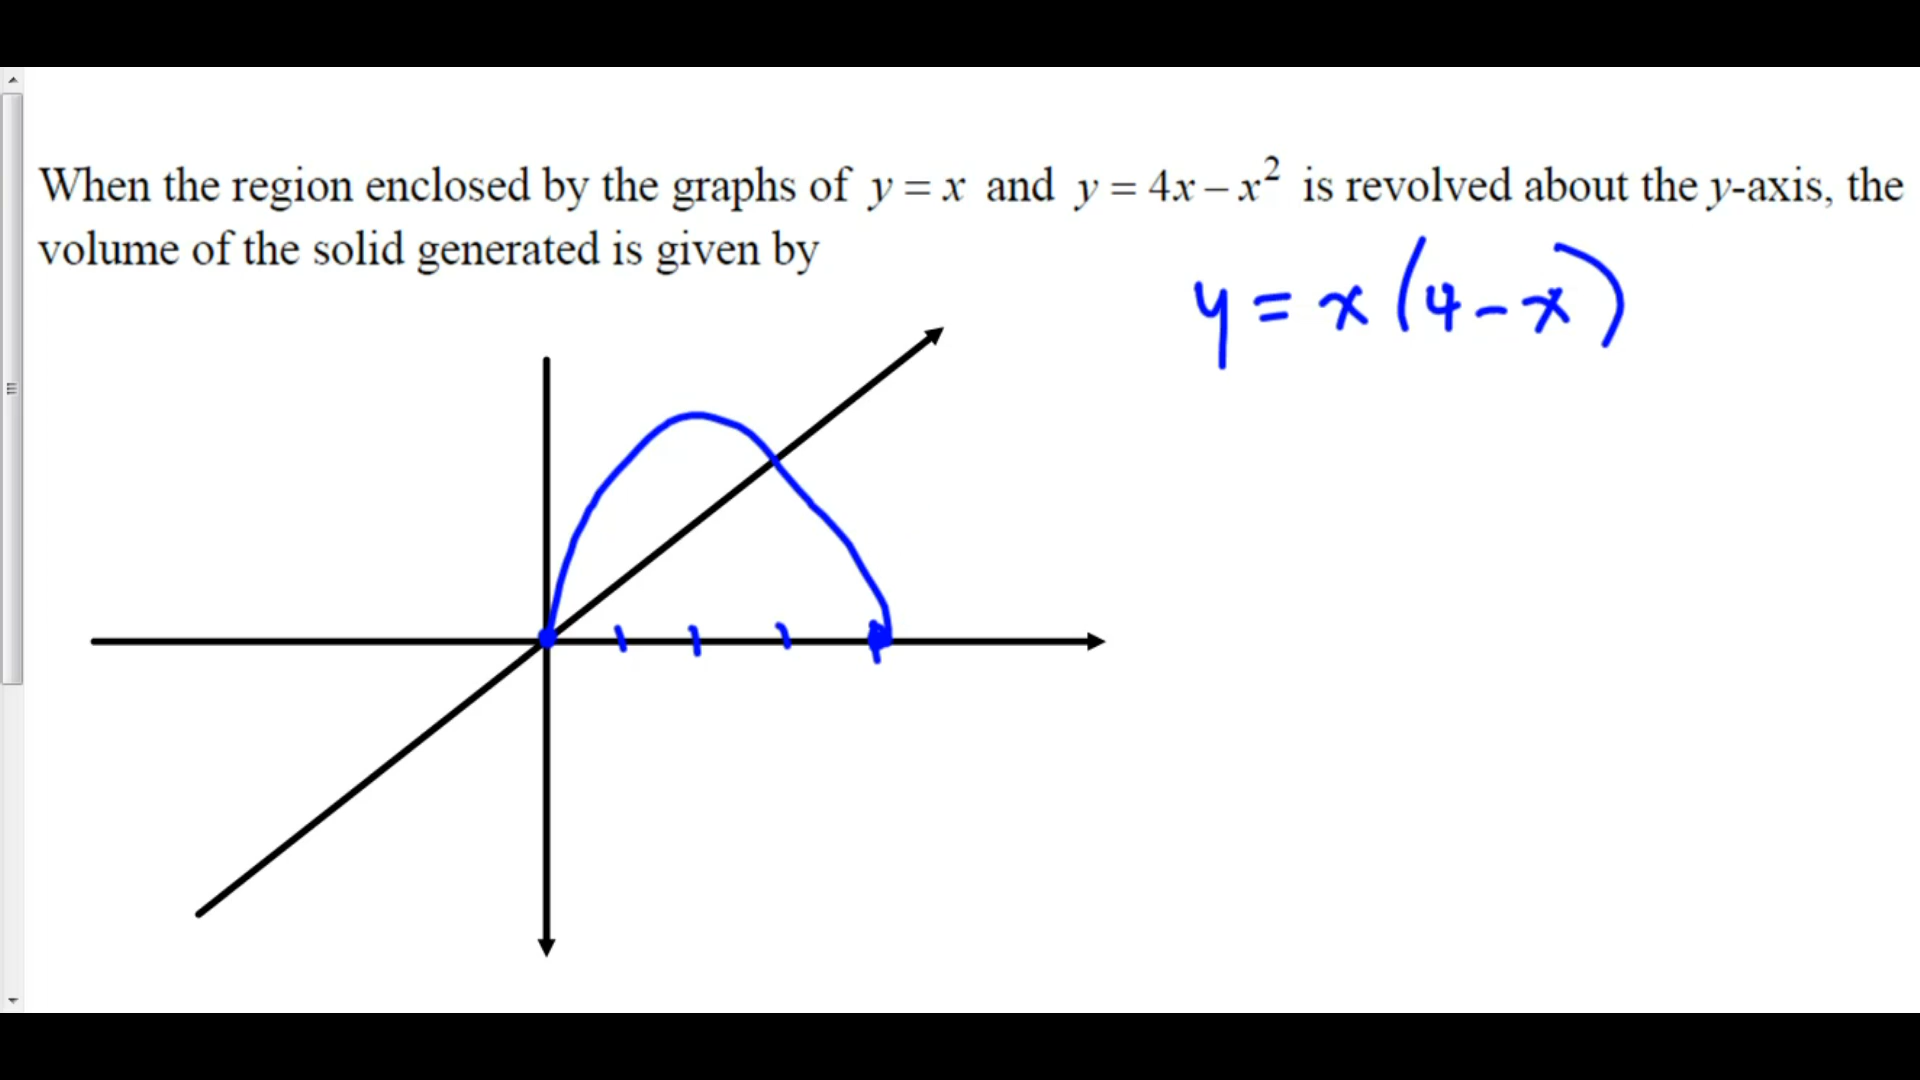 When the region enclosed by the graphs of y = x and y = 4x – x² is revolved about the y-axis, the
volume of the solid generated is given by
y = x (4 - x)